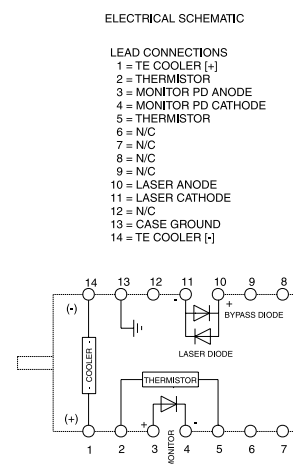 ELECTRICAL SCHEMATIC
LEAD CONNECTIONS
1 = TE COOLER [+]
2 = THERMISTOR
3 = MONITOR PD ANODE
4 = MONITOR PD CATHODE
5 = THERMISTOR
6 = N/C
7 = N/C
8 = N/C
9 = N/C
10 = LASER ANODE
11 = LASER CATHODE
12 = N/C
13 = CASE GROUND
14 = TE COOLER [-]
14 13 12 11 10 9 8
(-) - +
BYPASS DIODE
LASER DIODE
- COOLER -
THERMISTOR
(+) + -
1 2 3 4 5 6 7
MONITOR